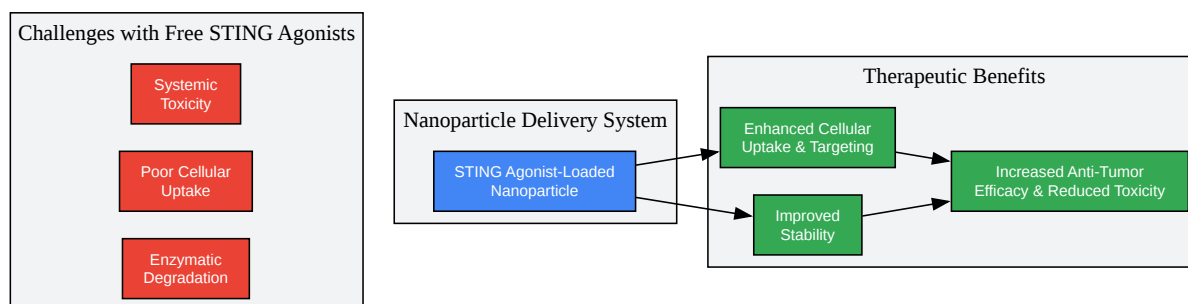 Challenges with Free STING Agonists
Systemic
Toxicity
Poor Cellular
Uptake
Enzymatic
Degradation
Nanoparticle Delivery System
STING Agonist-Loaded
Nanoparticle
Therapeutic Benefits
Enhanced Cellular
Uptake & Targeting
Improved
Stability
Increased Anti-Tumor
Efficacy & Reduced Toxicity